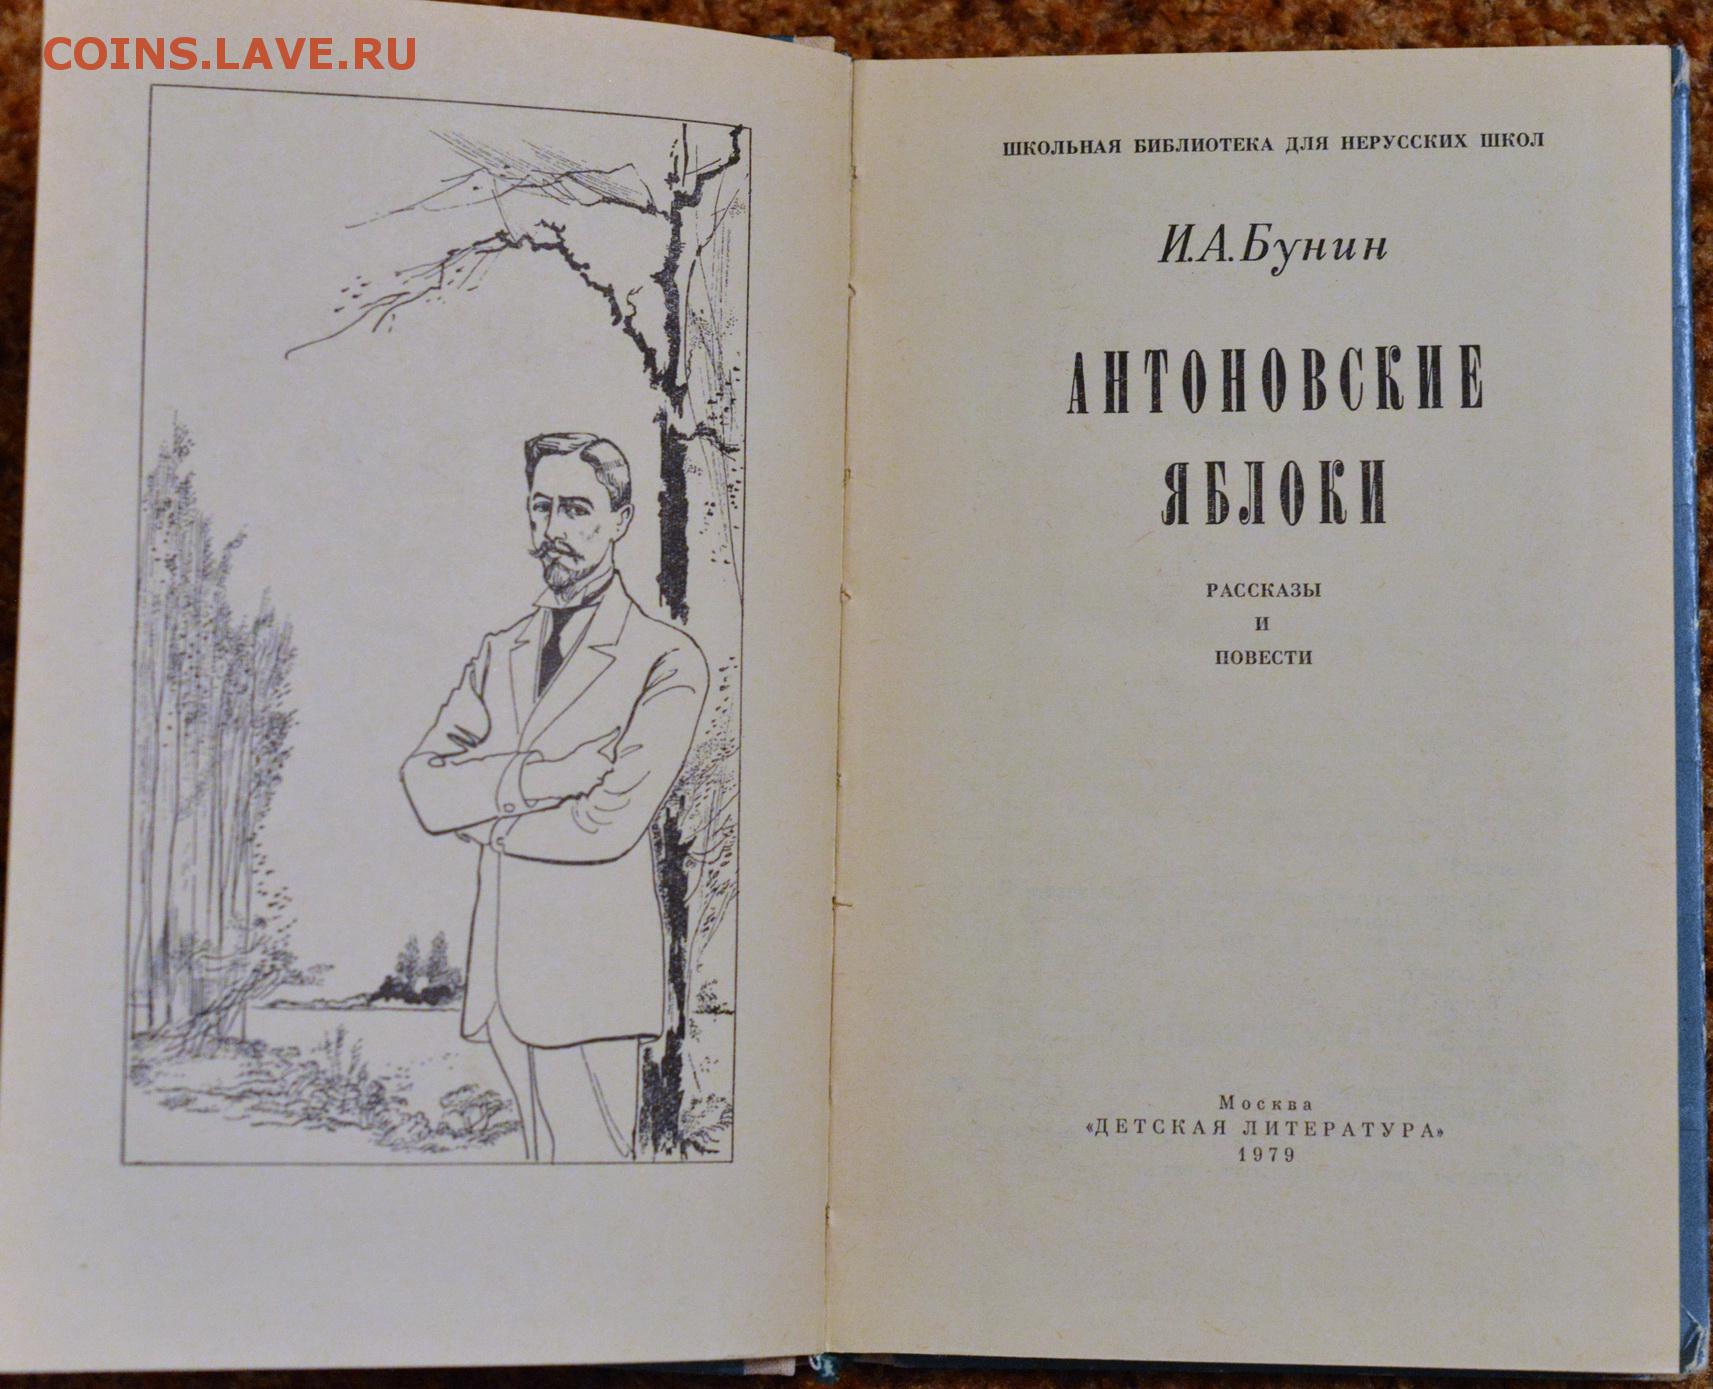 COINS.LAVE.RU
ШКОЛЬНАЯ БИБЛИОТЕКА ДЛЯ НЕРУССКИХ ШКОЛ
И.А.Бунин
АНТОНОВСКИЕ
ЯБЛОКИ
РАССКАЗЫ
И
ПОВЕСТИ
Москва
«ДЕТСКАЯ ЛИТЕРАТУРА»
1979